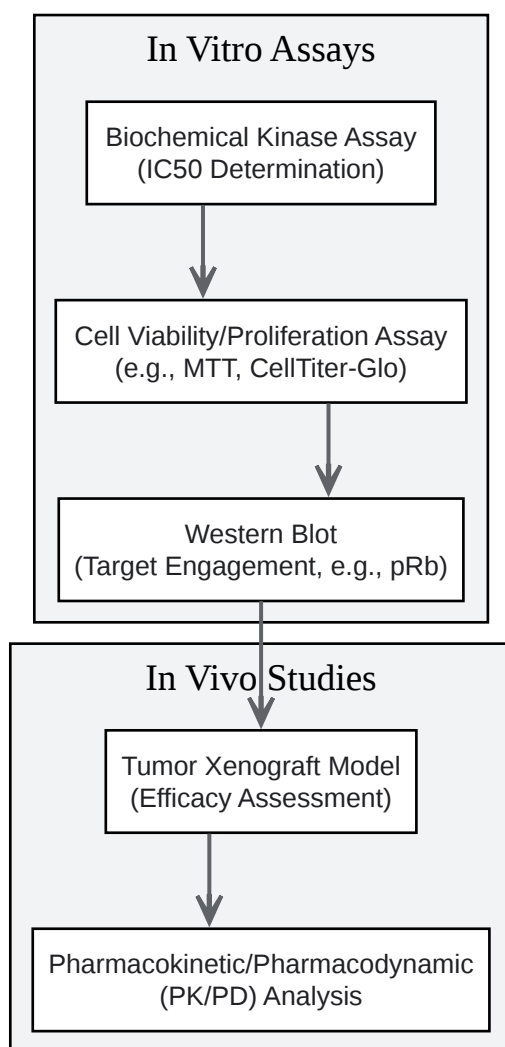 In Vitro Assays
Biochemical Kinase Assay
(IC50 Determination)
Cell Viability/Proliferation Assay
(e.g., MTT, CellTiter-Glo)
Western Blot
(Target Engagement, e.g., pRb)
In Vivo Studies
Tumor Xenograft Model
(Efficacy Assessment)
Pharmacokinetic/Pharmacodynamic
(PK/PD) Analysis